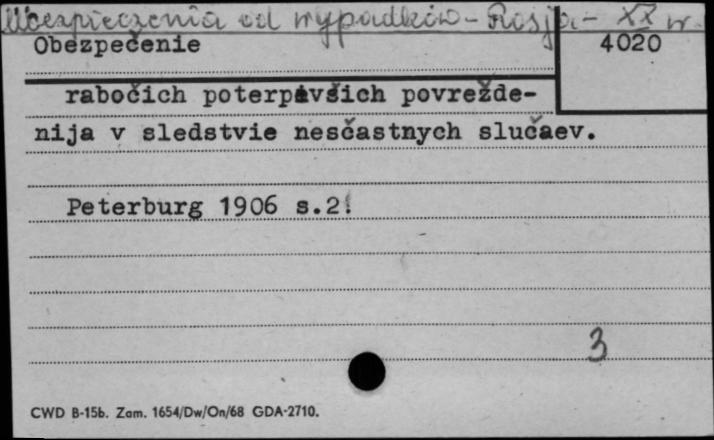 Ubezpieczenia od wypadków - Rosja - XX w.
Obezpečenie
4020
rabočich poterpěvšich povrežde-
nija v sledstvie nesčastnych slučaev.
Peterburg 1906 s.2!
3
CWD B-15b. Zam. 1654/Dw/On/68 GDA-2710.